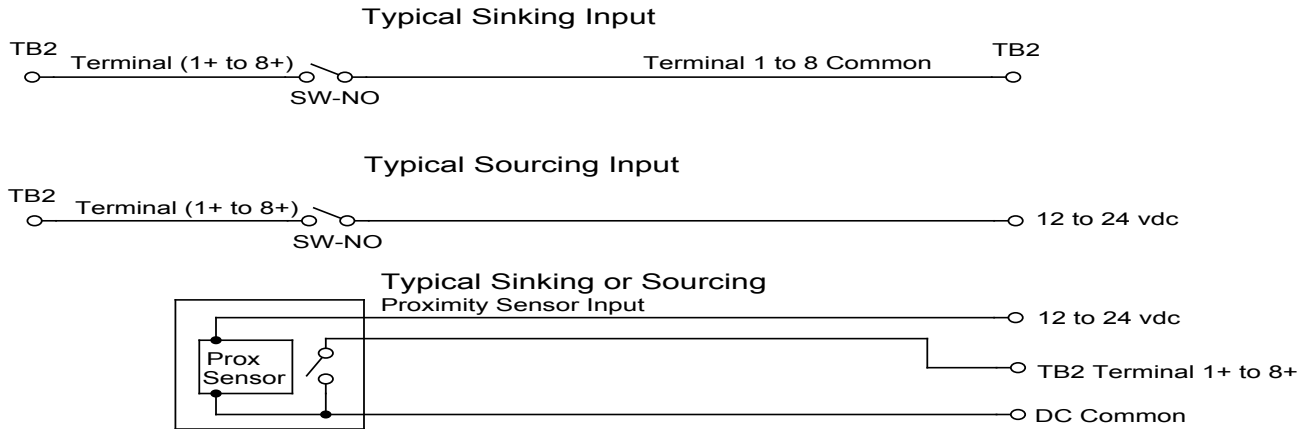 Typical Sinking Input
TB2
Terminal (1+ to 8+)
SW-NO
Terminal 1 to 8 Common
TB2
Typical Sourcing Input
TB2
Terminal (1+ to 8+)
SW-NO
12 to 24 vdc
Typical Sinking or Sourcing
Proximity Sensor Input
12 to 24 vdc
Prox
Sensor
TB2 Terminal 1+ to 8+
DC Common